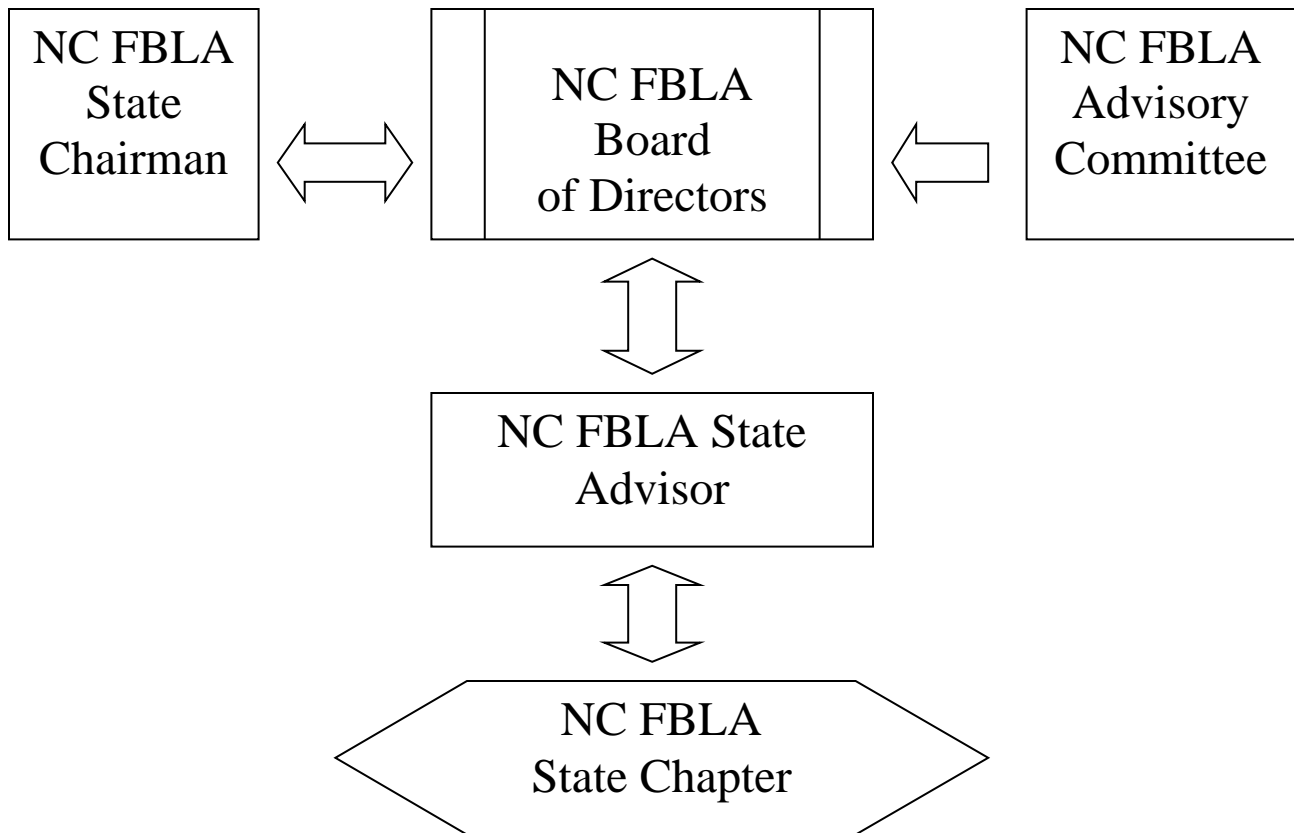 NC FBLA
State
Chairman
NC FBLA
Board
of Directors
NC FBLA
Advisory
Committee
NC FBLA State
Advisor
NC FBLA
State Chapter